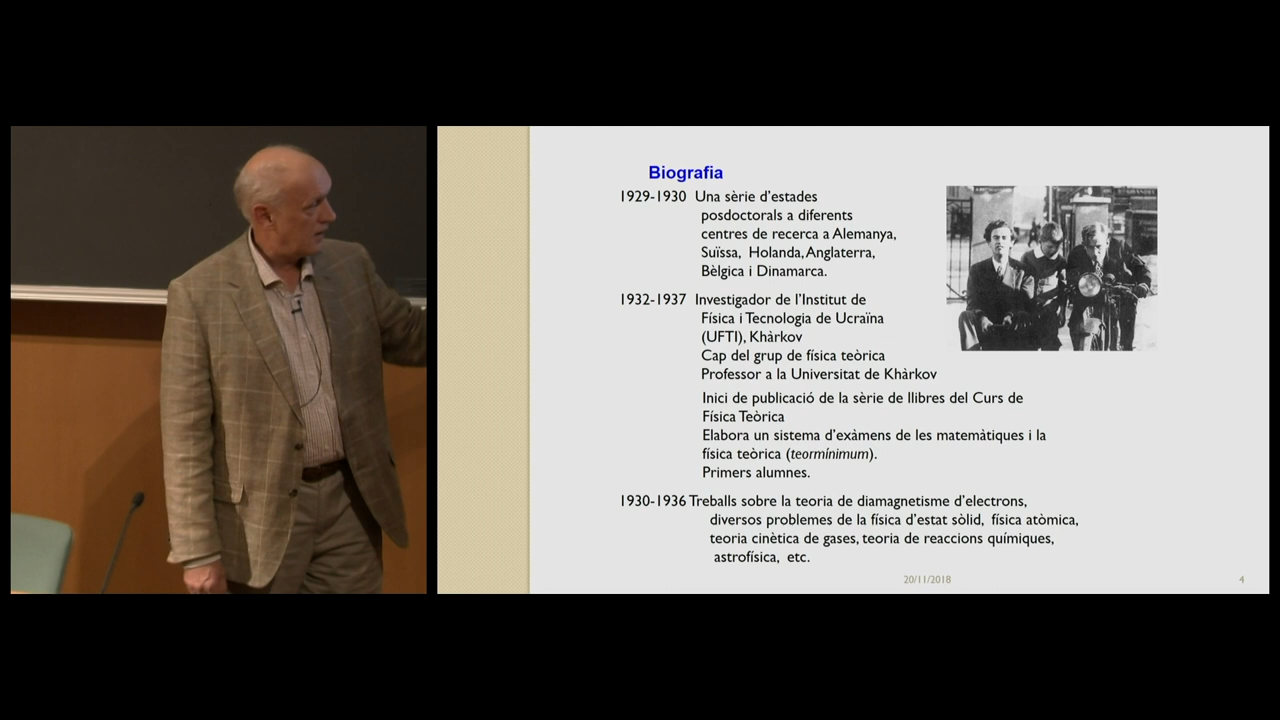 Biografia
1929-1930 Una sèrie d'estades
posdoctorals a diferents
centres de recerca a Alemanya,
Suïssa, Holanda, Anglaterra,
Bèlgica i Dinamarca.
1932-1937 Investigador de l'Institut de
Física i Tecnologia de Ucraïna
(UFTI), Khàrkov
Cap del grup de física teòrica
Professor a la Universitat de Khàrkov
Inici de publicació de la sèrie de llibres del Curs de
Física Teòrica
Elabora un sistema d'exàmens de les matemàtiques i la
física teòrica (teormínimum).
Primers alumnes.
1930-1936 Treballs sobre la teoria de diamagnetisme d'electrons,
diversos problemes de la física d'estat sòlid, física atòmica,
teoria cinètica de gases, teoria de reaccions químiques,
astrofísica, etc.
20/11/2018
4